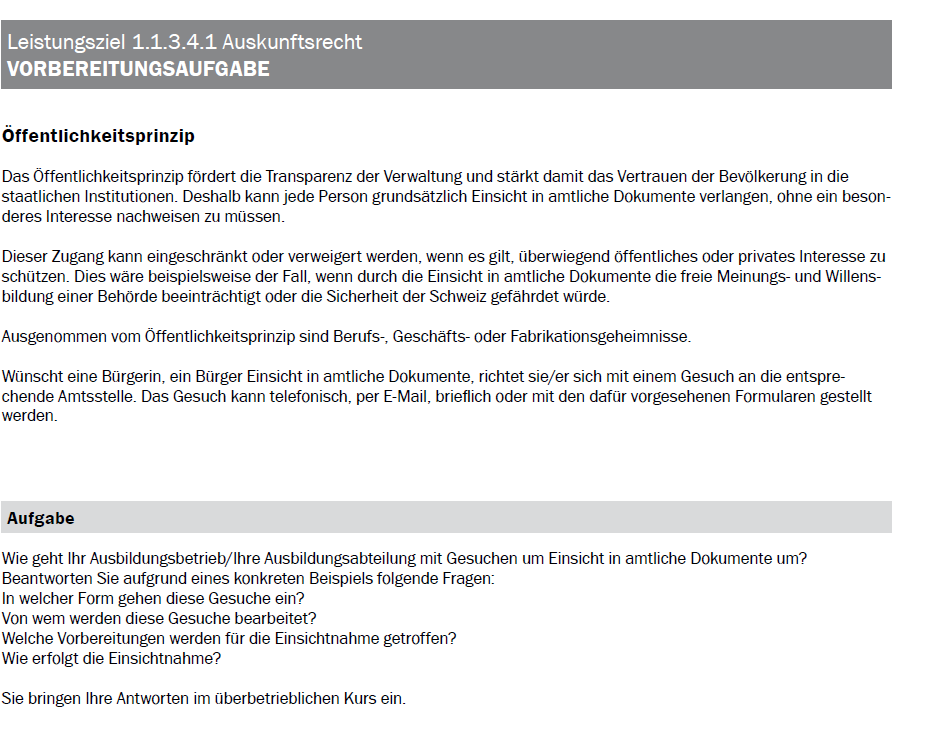 Leistungsziel 1.1.3.4.1 Auskunftsrecht
VORBEREITUNGSAUFGABE
Öffentlichkeitsprinzip
Das Öffentlichkeitsprinzip fördert die Transparenz der Verwaltung und stärkt damit das Vertrauen der Bevölkerung in die
staatlichen Institutionen. Deshalb kann jede Person grundsätzlich Einsicht in amtliche Dokumente verlangen, ohne ein beson-
deres Interesse nachweisen zu müssen.
Dieser Zugang kann eingeschränkt oder verweigert werden, wenn es gilt, überwiegend öffentliches oder privates Interesse zu
schützen. Dies wäre beispielsweise der Fall, wenn durch die Einsicht in amtliche Dokumente die freie Meinungs- und Willens-
bildung einer Behörde beeinträchtigt oder die Sicherheit der Schweiz gefährdet würde.
Ausgenommen vom Öffentlichkeitsprinzip sind Berufs-, Geschäfts- oder Fabrikationsgeheimnisse.
Wünscht eine Bürgerin, ein Bürger Einsicht in amtliche Dokumente, richtet sie/er sich mit einem Gesuch an die entspre-
chende Amtsstelle. Das Gesuch kann telefonisch, per E-Mail, brieflich oder mit den dafür vorgesehenen Formularen gestellt
werden.
Aufgabe
Wie geht Ihr Ausbildungsbetrieb/Ihre Ausbildungsabteilung mit Gesuchen um Einsicht in amtliche Dokumente um?
Beantworten Sie aufgrund eines konkreten Beispiels folgende Fragen:
In welcher Form gehen diese Gesuche ein?
Von wem werden diese Gesuche bearbeitet?
Welche Vorbereitungen werden für die Einsichtnahme getroffen?
Wie erfolgt die Einsichtnahme?
Sie bringen Ihre Antworten im überbetrieblichen Kurs ein.